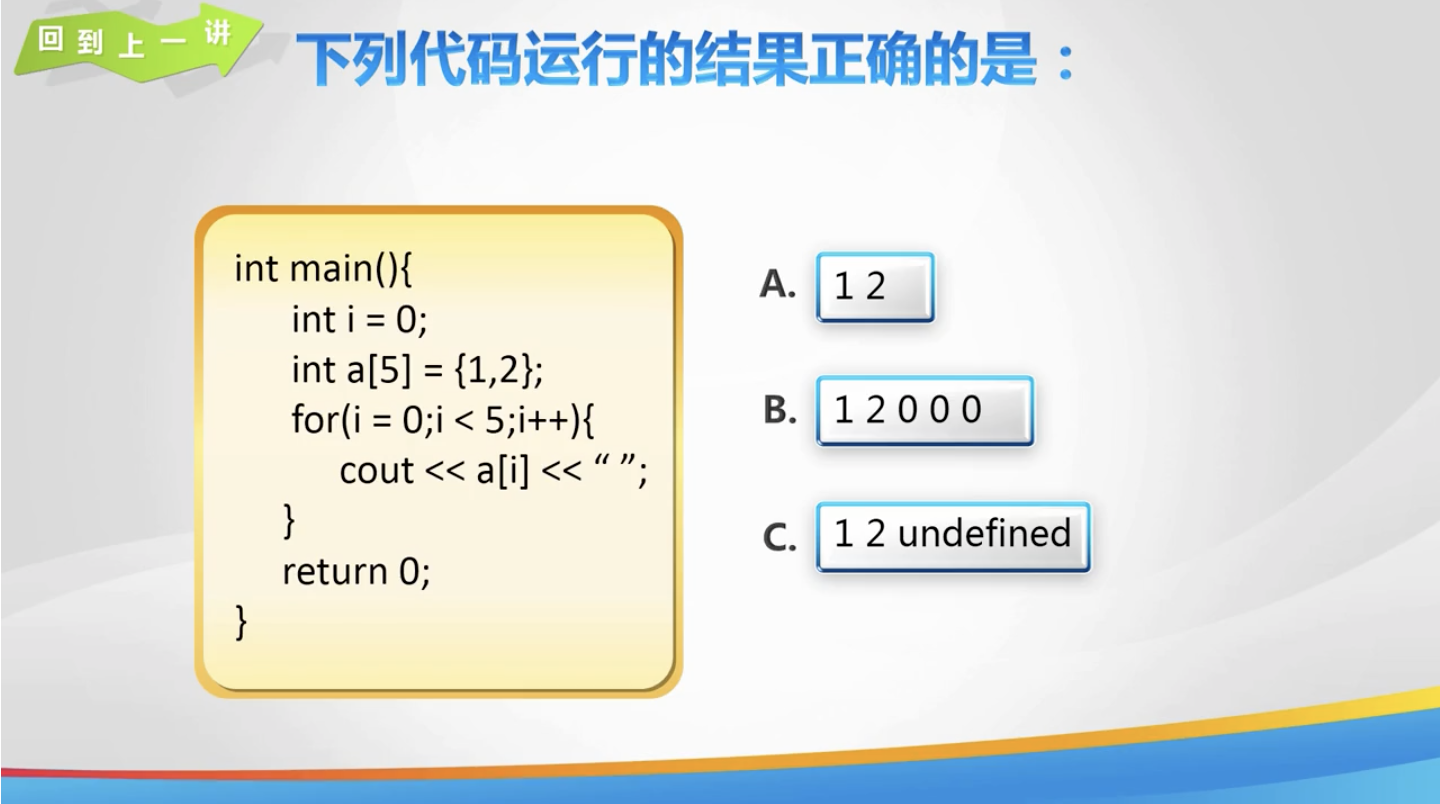 回到上一讲
下列代码运行的结果正确的是：
int main(){
int i = 0;
int a[5] = {1,2};
for(i = 0;i < 5;i++){
cout << a[i] << “ ”;
}
return 0;
}
A. 1 2
B. 1 2 0 0 0
C. 1 2 undefined